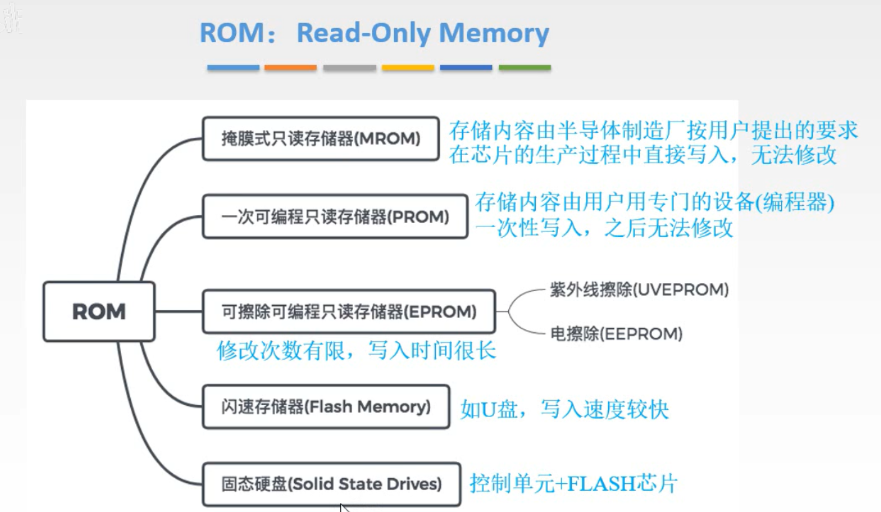 ROM：Read-Only Memory
掩膜式只读存储器(MROM)
存储内容由半导体制造厂按用户提出的要求
在芯片的生产过程中直接写入，无法修改
一次可编程只读存储器(PROM)
存储内容由用户用专门的设备(编程器)
一次性写入，之后无法修改
ROM
可擦除可编程只读存储器(EPROM)
紫外线擦除(UVEPROM)
电擦除(EEPROM)
修改次数有限，写入时间很长
闪速存储器(Flash Memory)
如U盘，写入速度较快
固态硬盘(Solid State Drives)
控制单元+FLASH芯片